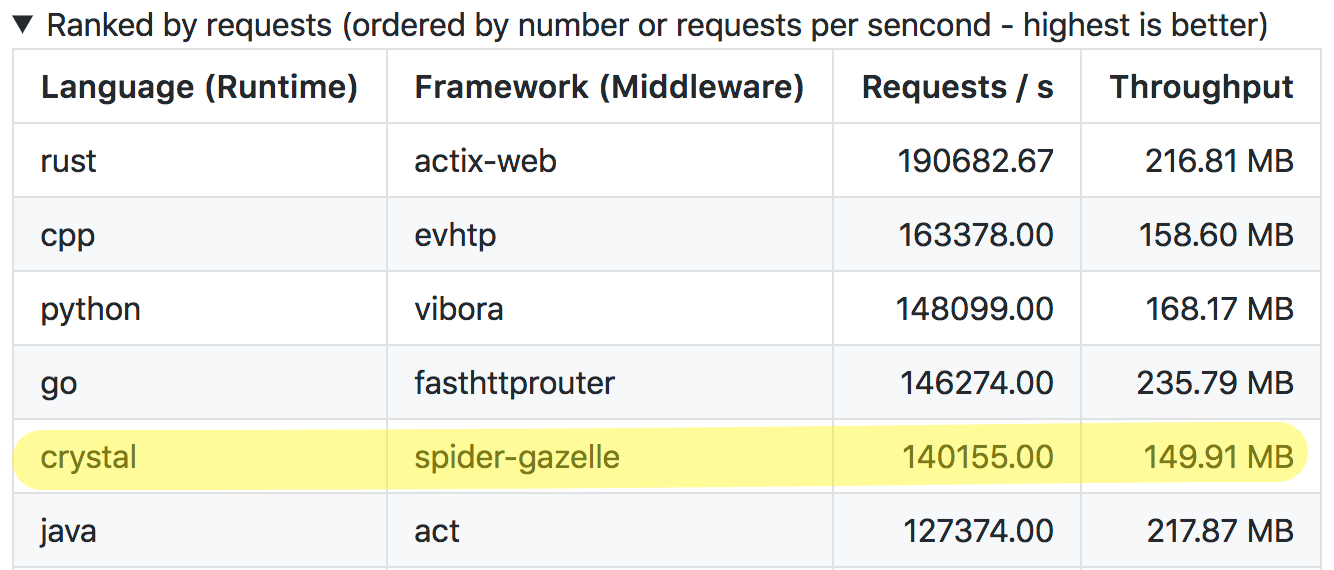 ▼ Ranked by requests (ordered by number or requests per sencond - highest is better)
Language (Runtime) Framework (Middleware) Requests / s Throughput
rust actix-web 190682.67 216.81 MB
cpp evhtp 163378.00 158.60 MB
python vibora 148099.00 168.17 MB
go fasthttprouter 146274.00 235.79 MB
crystal spider-gazelle 140155.00 149.91 MB
java act 127374.00 217.87 MB